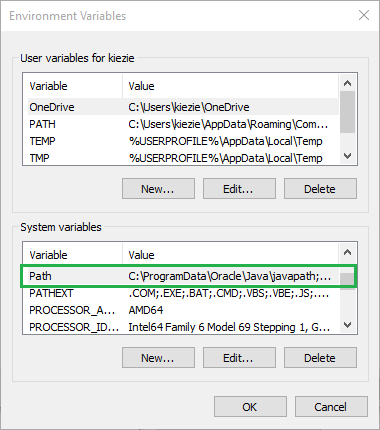 Environment Variables
User variables for kiezie
Variable Value
OneDrive C:\Users\kiezie\OneDrive
PATH C:\Users\kiezie\AppData\Roaming\Com...
TEMP %USERPROFILE%\AppData\Local\Temp
TMP %USERPROFILE%\AppData\Local\Temp
New... Edit... Delete
System variables
Variable Value
Path C:\ProgramData\Oracle\Java\javapath;...
PATHEXT .COM;.EXE;.BAT;.CMD;.VBS;.VBE;.JS;....
PROCESSOR_A... AMD64
PROCESSOR_ID... Intel64 Family 6 Model 69 Stepping 1, G...
New... Edit... Delete
OK Cancel